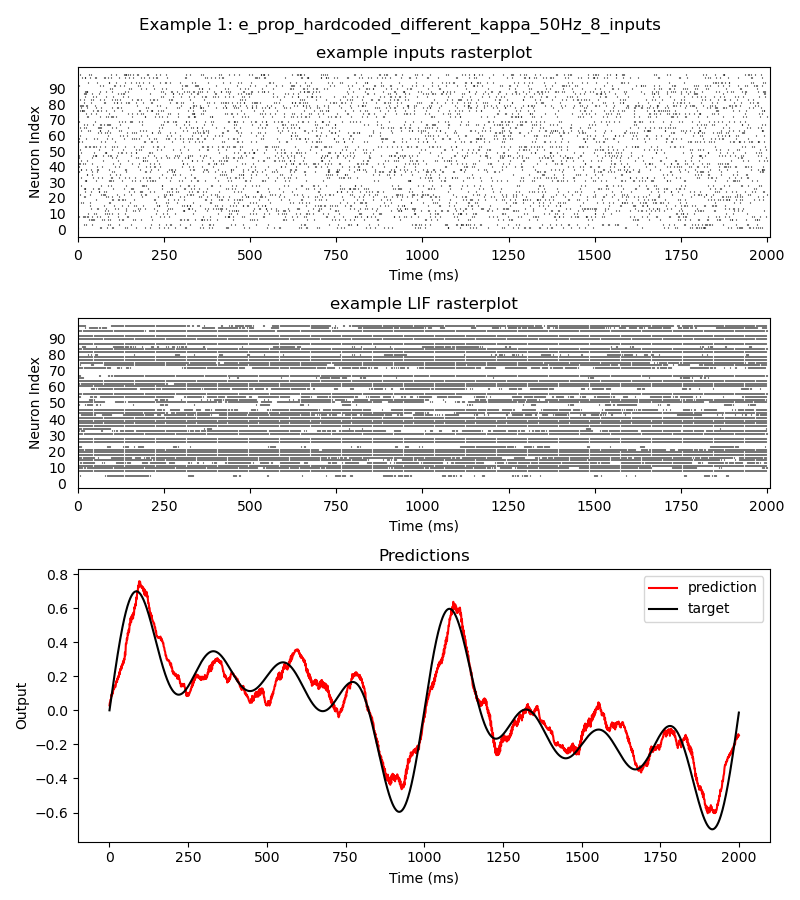 Example 1: e_prop_hardcoded_different_kappa_50Hz_8_inputs
example inputs rasterplot
Neuron Index
90
80
70
60
50
40
30
20
10
0
0 250 500 750 1000 1250 1500 1750 2000
Time (ms)
example LIF rasterplot
Neuron Index
90
80
70
60
50
40
30
20
10
0
0 250 500 750 1000 1250 1500 1750 2000
Time (ms)
Predictions
prediction
target
Output
0.8
0.6
0.4
0.2
0.0
−0.2
−0.4
−0.6
0 250 500 750 1000 1250 1500 1750 2000
Time (ms)